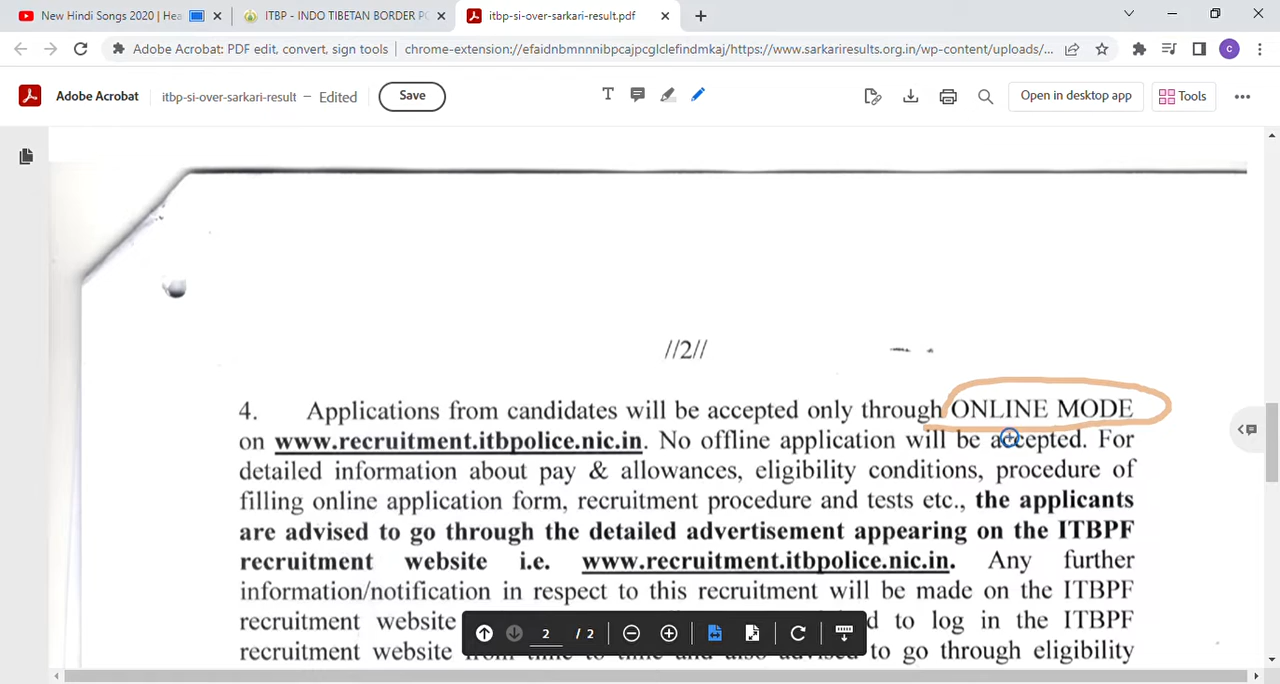 New Hindi Songs 2020 | Hea
ITBP - INDO TIBETAN BORDER PO
itbp-si-over-sarkari-result.pdf
Adobe Acrobat: PDF edit, convert, sign tools | chrome-extension://efaidnbmnnnibpcajpcglclefindmkaj/https://www.sarkariresults.org.in/wp-content/uploads/...
C
Adobe Acrobat
itbp-si-over-sarkari-result – Edited
Save
Open in desktop app
Tools
//2//
4. Applications from candidates will be accepted only through ONLINE MODE
on www.recruitment.itbpolice.nic.in. No offline application will be accepted. For
detailed information about pay & allowances, eligibility conditions, procedure of
filling online application form, recruitment procedure and tests etc., the applicants
are advised to go through the detailed advertisement appearing on the ITBPF
recruitment website i.e. www.recruitment.itbpolice.nic.in. Any further
information/notification in respect to this recruitment will be made on the ITBPF
recruitment website to log in the ITBPF
recruitment website to go through eligibility
2 / 2